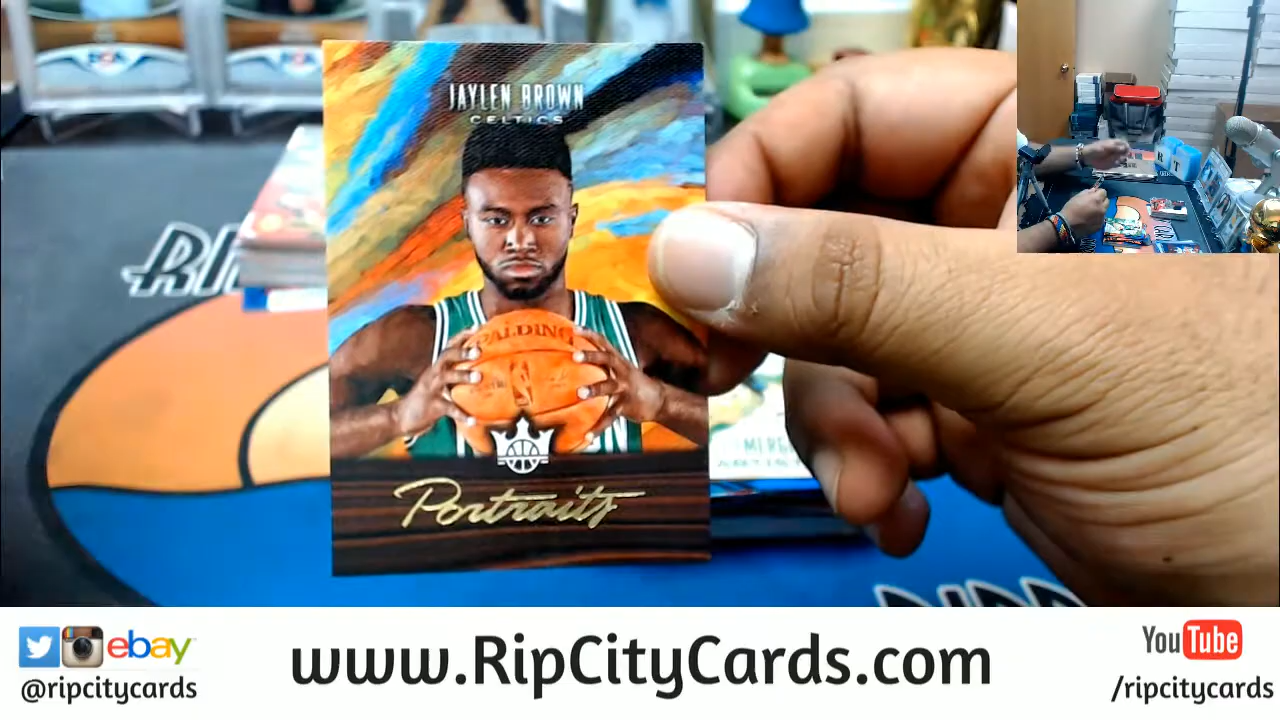 JAYLEN BROWN
CELTICS
SPALDING
Portraits
ebay
@ripcitycards
www.RipCityCards.com
YouTube
/ripcitycards